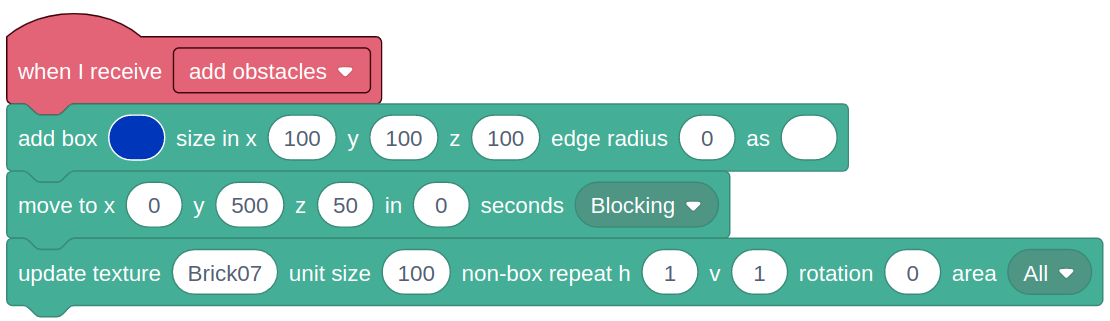 when I receive add obstacles
add box size in x 100 y 100 z 100 edge radius 0 as
move to x 0 y 500 z 50 in 0 seconds Blocking
update texture Brick07 unit size 100 non-box repeat h 1 v 1 rotation 0 area All